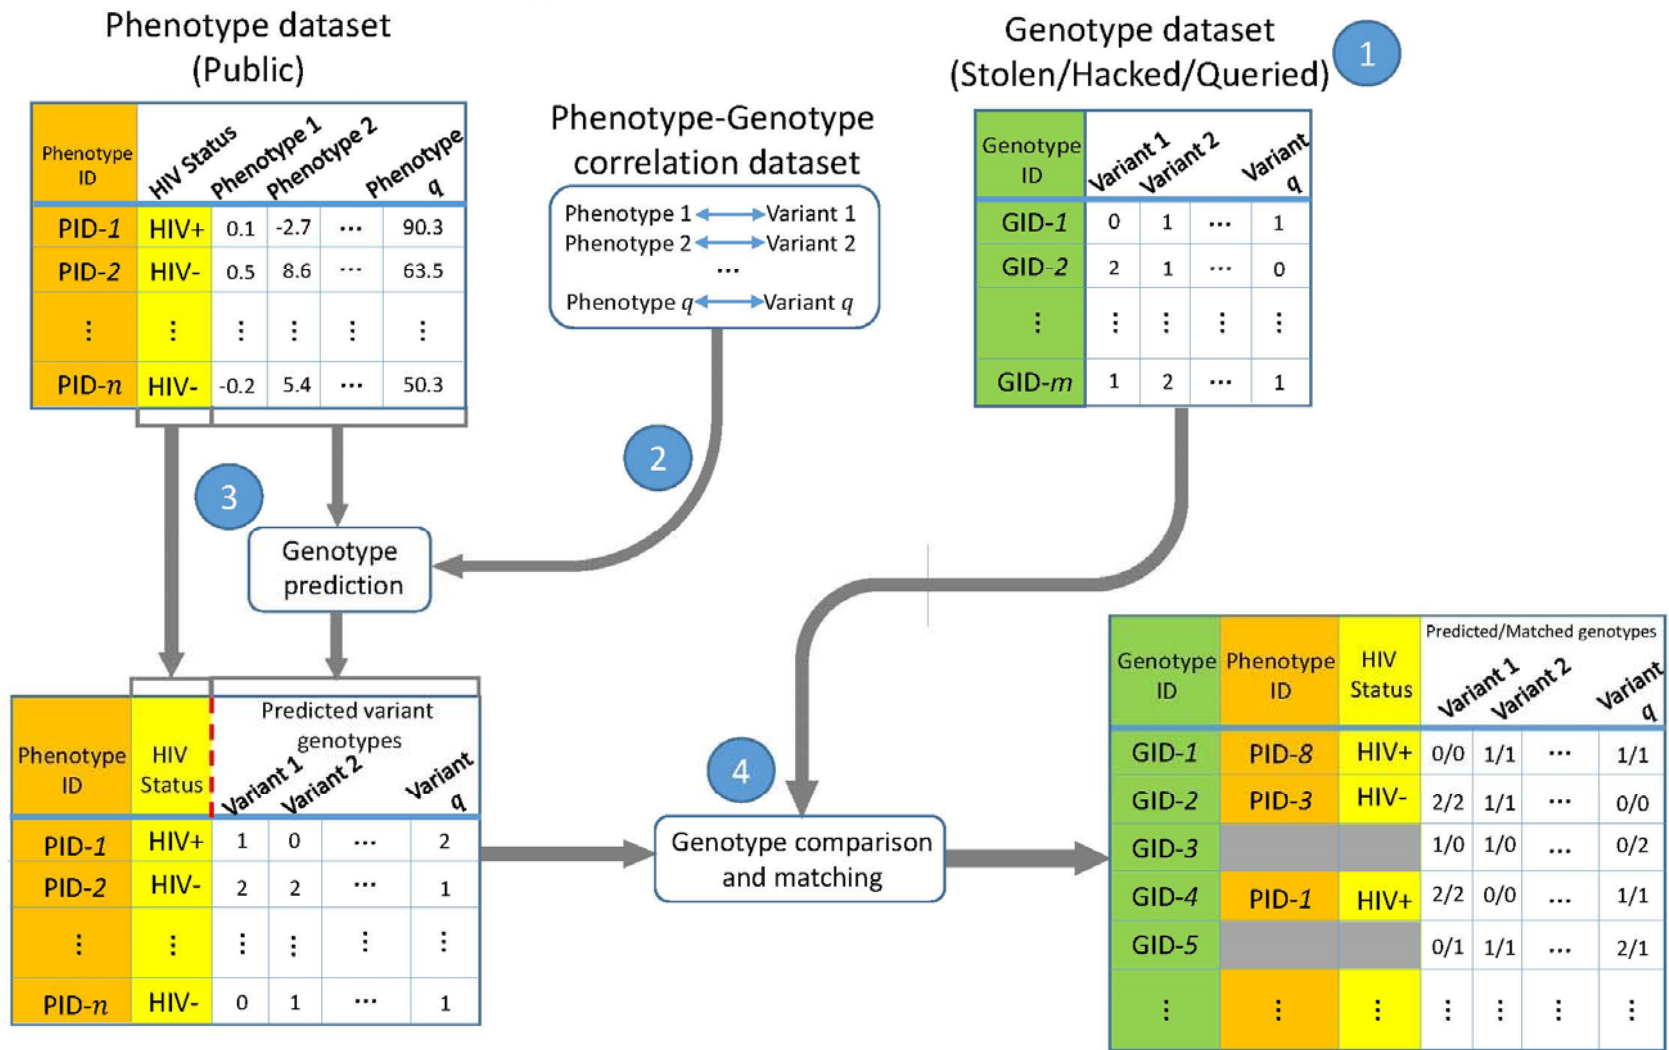 Phenotype dataset
(Public)
Phenotype
ID
HIV Status
Phenotype 1
Phenotype 2
Phenotype
q
PID-1 HIV+ 0.1 -2.7 ... 90.3
PID-2 HIV- 0.5 8.6 ... 63.5
⋮ ⋮ ⋮ ⋮ ⋮
PID-n HIV- -0.2 5.4 ... 50.3
Phenotype-Genotype
correlation dataset
Phenotype 1 Variant 1
Phenotype 2 Variant 2
...
Phenotype q Variant q
Genotype dataset
(Stolen/Hacked/Queried)
1
Genotype
ID
Variant 1
Variant 2
Variant
q
GID-1 0 1 ... 1
GID-2 2 1 ... 0
⋮ ⋮ ⋮ ⋮ ⋮
GID-m 1 2 ... 1
2
3
Genotype
prediction
Phenotype
ID
HIV
Status
Predicted variant
genotypes
Variant 1
Variant 2
Variant
q
PID-1 HIV+ 1 0 ... 2
PID-2 HIV- 2 2 ... 1
⋮ ⋮ ⋮ ⋮ ⋮ ⋮
PID-n HIV- 0 1 ... 1
4
Genotype comparison
and matching
Genotype
ID
Phenotype
ID
HIV
Status
Predicted/Matched genotypes
Variant 1
Variant 2
Variant
q
GID-1 PID-8 HIV+ 0/0 1/1 ... 1/1
GID-2 PID-3 HIV- 2/2 1/1 ... 0/0
GID-3 1/0 1/0 ... 0/2
GID-4 PID-1 HIV+ 2/2 0/0 ... 1/1
GID-5 0/1 1/1 ... 2/1
⋮ ⋮ ⋮ ⋮ ⋮ ⋮ ⋮